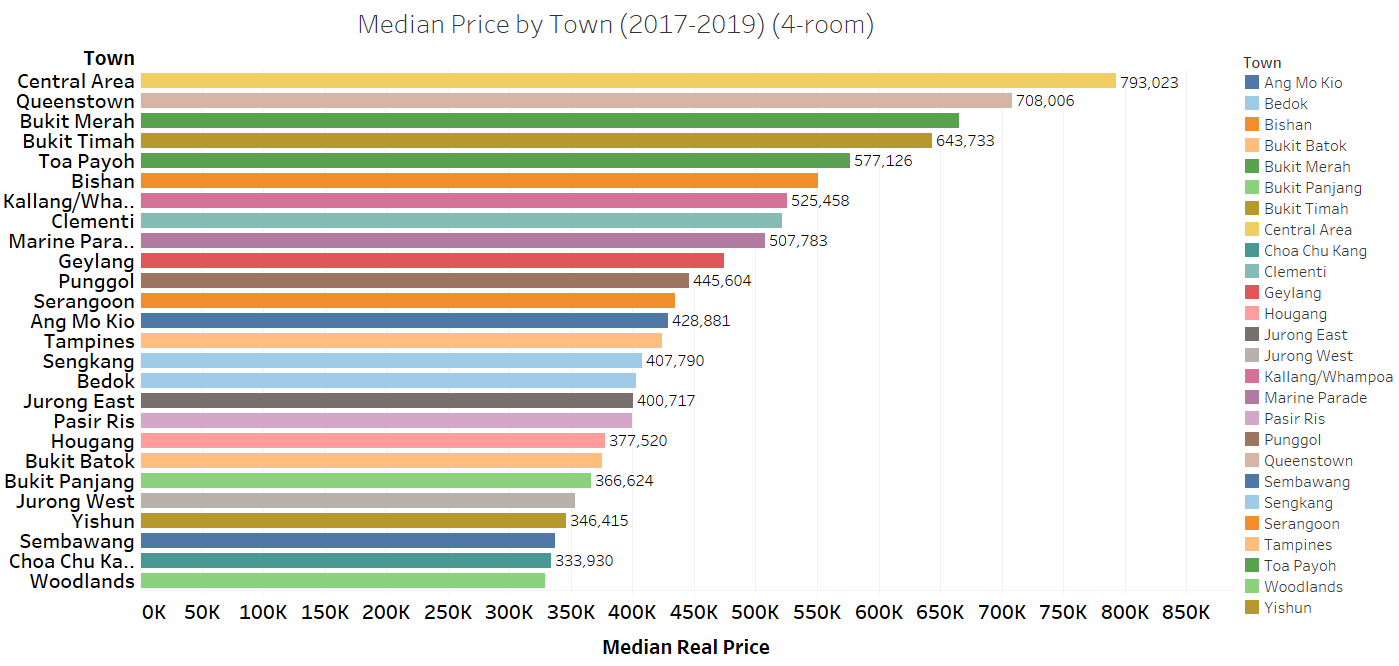 Median Price by Town (2017-2019) (4-room)
Town
Central Area 793,023
Queenstown 708,006
Bukit Merah
Bukit Timah 643,733
Toa Payoh 577,126
Bishan
Kallang/Wha.. 525,458
Clementi
Marine Para.. 507,783
Geylang
Punggol 445,604
Serangoon
Ang Mo Kio 428,881
Tampines
Sengkang 407,790
Bedok
Jurong East 400,717
Pasir Ris
Hougang 377,520
Bukit Batok
Bukit Panjang 366,624
Jurong West
Yishun 346,415
Sembawang
Choa Chu Ka.. 333,930
Woodlands
0K 50K 100K 150K 200K 250K 300K 350K 400K 450K 500K 550K 600K 650K 700K 750K 800K 850K
Median Real Price
Town
Ang Mo Kio
Bedok
Bishan
Bukit Batok
Bukit Merah
Bukit Panjang
Bukit Timah
Central Area
Choa Chu Kang
Clementi
Geylang
Hougang
Jurong East
Jurong West
Kallang/Whampoa
Marine Parade
Pasir Ris
Punggol
Queenstown
Sembawang
Sengkang
Serangoon
Tampines
Toa Payoh
Woodlands
Yishun